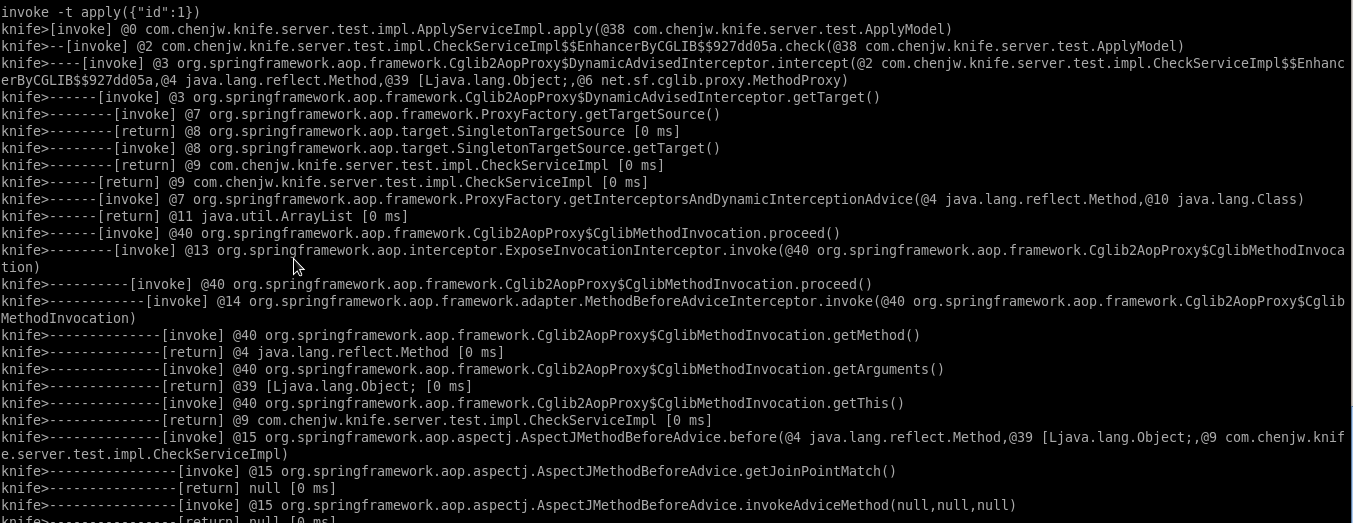 invoke -t apply({"id":1})
knife>[invoke] @0 com.chenjw.knife.server.test.impl.ApplyServiceImpl.apply(@38 com.chenjw.knife.server.test.ApplyModel)
knife>--[invoke] @2 com.chenjw.knife.server.test.impl.CheckServiceImpl$$EnhancerByCGLIB$$927dd05a.check(@38 com.chenjw.knife.server.test.ApplyModel)
knife>----[invoke] @3 org.springframework.aop.framework.Cglib2AopProxy$DynamicAdvisedInterceptor.intercept(@2 com.chenjw.knife.server.test.impl.CheckServiceImpl$$Enhanc
erByCGLIB$$927dd05a,@4 java.lang.reflect.Method,@39 [Ljava.lang.Object;,@6 net.sf.cglib.proxy.MethodProxy)
knife>------[invoke] @3 org.springframework.aop.framework.Cglib2AopProxy$DynamicAdvisedInterceptor.getTarget()
knife>--------[invoke] @7 org.springframework.aop.framework.ProxyFactory.getTargetSource()
knife>--------[return] @8 org.springframework.aop.target.SingletonTargetSource [0 ms]
knife>--------[invoke] @8 org.springframework.aop.target.SingletonTargetSource.getTarget()
knife>--------[return] @9 com.chenjw.knife.server.test.impl.CheckServiceImpl [0 ms]
knife>------[return] @9 com.chenjw.knife.server.test.impl.CheckServiceImpl [0 ms]
knife>------[invoke] @7 org.springframework.aop.framework.ProxyFactory.getInterceptorsAndDynamicInterceptionAdvice(@4 java.lang.reflect.Method,@10 java.lang.Class)
knife>------[return] @11 java.util.ArrayList [0 ms]
knife>------[invoke] @40 org.springframework.aop.framework.Cglib2AopProxy$CglibMethodInvocation.proceed()
knife>--------[invoke] @13 org.springframework.aop.interceptor.ExposeInvocationInterceptor.invoke(@40 org.springframework.aop.framework.Cglib2AopProxy$CglibMethodInvoca
tion)
knife>----------[invoke] @40 org.springframework.aop.framework.Cglib2AopProxy$CglibMethodInvocation.proceed()
knife>------------[invoke] @14 org.springframework.aop.framework.adapter.MethodBeforeAdviceInterceptor.invoke(@40 org.springframework.aop.framework.Cglib2AopProxy$Cglib
MethodInvocation)
knife>--------------[invoke] @40 org.springframework.aop.framework.Cglib2AopProxy$CglibMethodInvocation.getMethod()
knife>--------------[return] @4 java.lang.reflect.Method [0 ms]
knife>--------------[invoke] @40 org.springframework.aop.framework.Cglib2AopProxy$CglibMethodInvocation.getArguments()
knife>--------------[return] @39 [Ljava.lang.Object; [0 ms]
knife>--------------[invoke] @40 org.springframework.aop.framework.Cglib2AopProxy$CglibMethodInvocation.getThis()
knife>--------------[return] @9 com.chenjw.knife.server.test.impl.CheckServiceImpl [0 ms]
knife>--------------[invoke] @15 org.springframework.aop.aspectj.AspectJMethodBeforeAdvice.before(@4 java.lang.reflect.Method,@39 [Ljava.lang.Object;,@9 com.chenjw.knif
e.server.test.impl.CheckServiceImpl)
knife>----------------[invoke] @15 org.springframework.aop.aspectj.AspectJMethodBeforeAdvice.getJoinPointMatch()
knife>----------------[return] null [0 ms]
knife>----------------[invoke] @15 org.springframework.aop.aspectj.AspectJMethodBeforeAdvice.invokeAdviceMethod(null,null,null)
knife>----------------[return] null [0 ms]